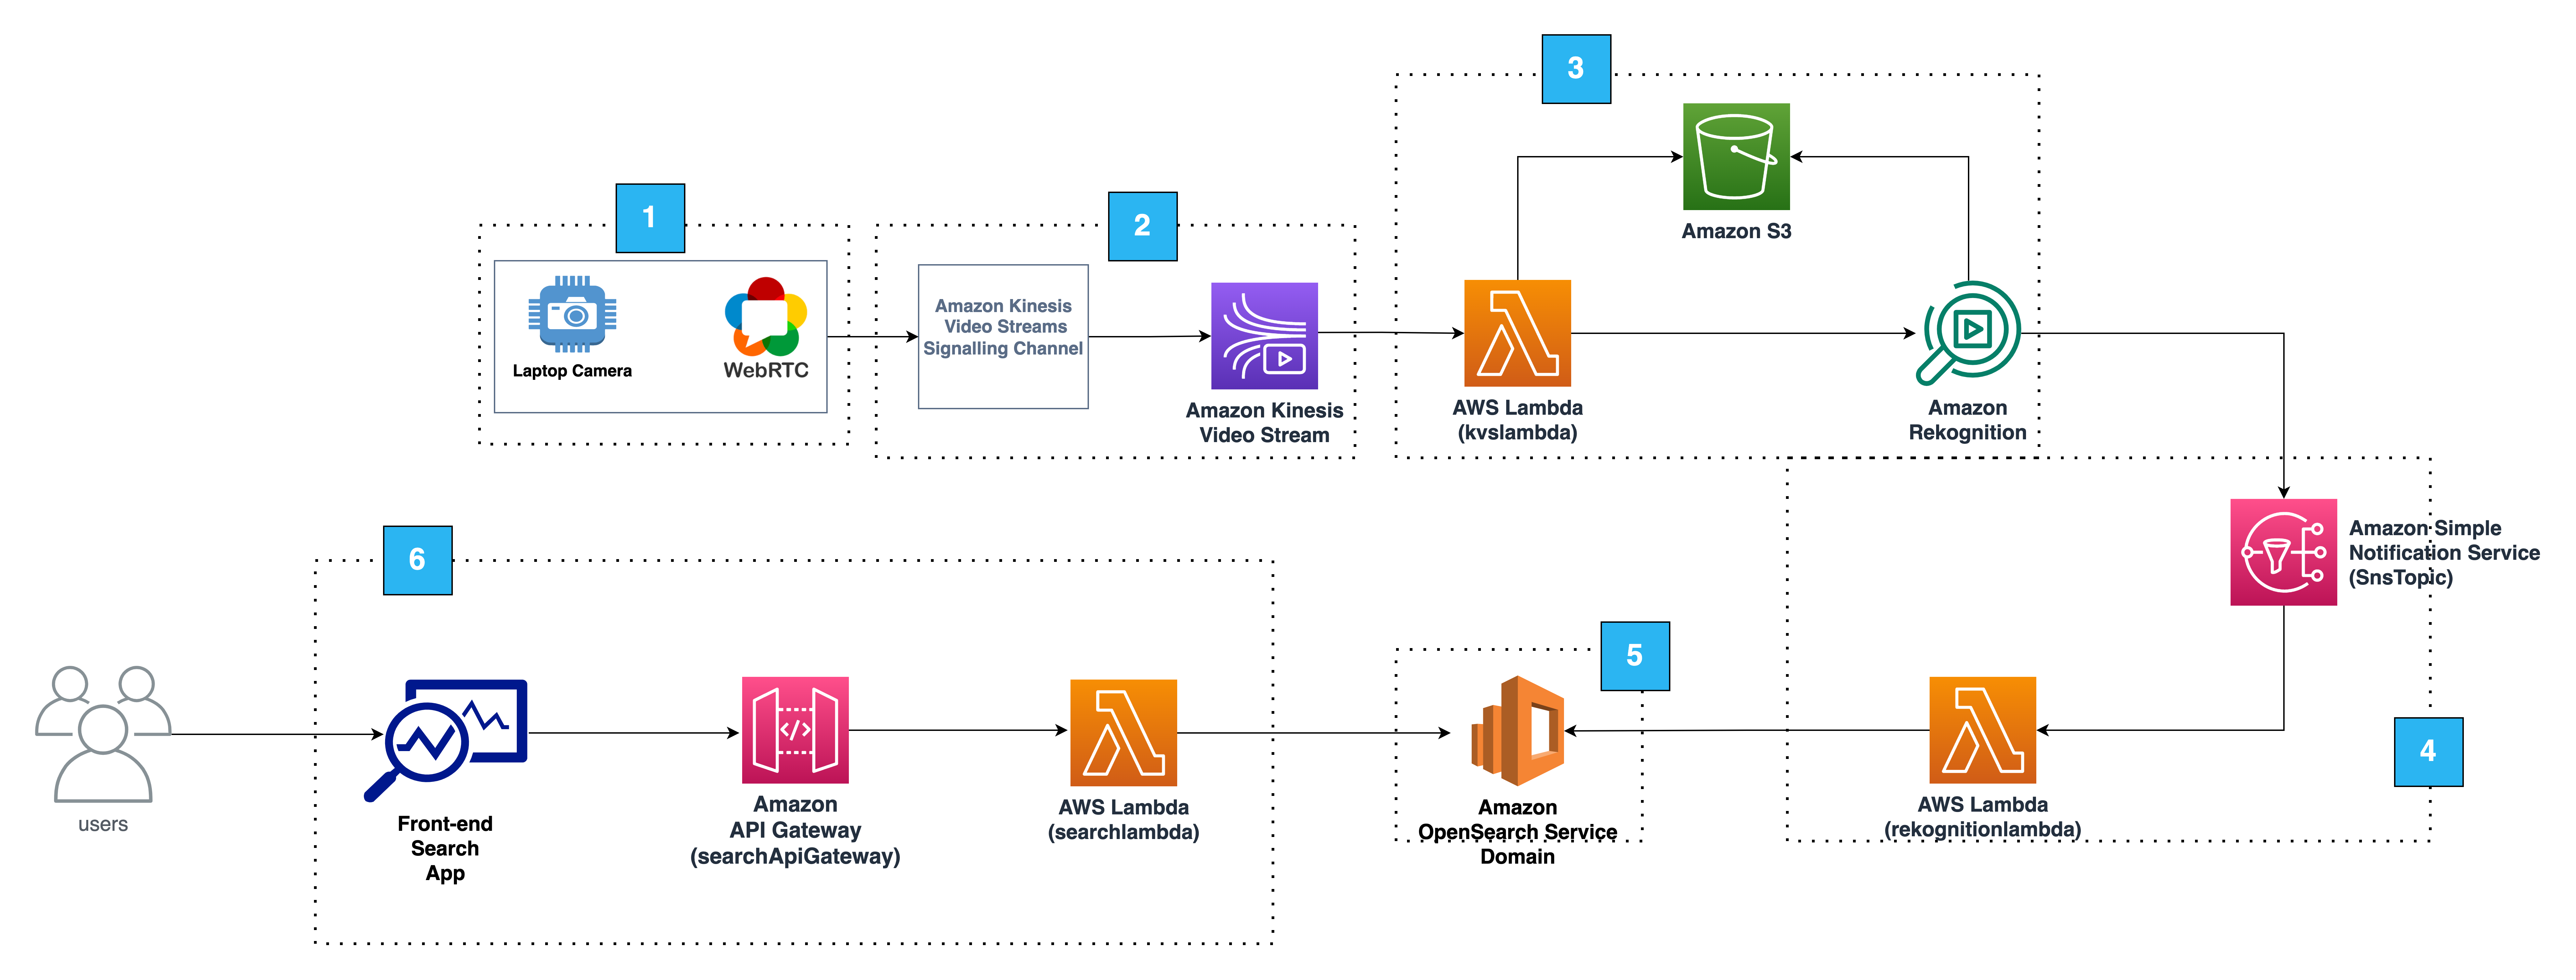 3
Amazon S3
1
2
Laptop Camera
WebRTC
Amazon Kinesis
Video Streams
Signalling Channel
Amazon Kinesis
Video Stream
AWS Lambda
(kvslambda)
Amazon
Rekognition
Amazon Simple
Notification Service
(SnsTopic)
4
AWS Lambda
(rekognitionlambda)
5
Amazon
OpenSearch Service
Domain
6
users
Front-end
Search
App
</>
Amazon
API Gateway
(searchApiGateway)
AWS Lambda
(searchlambda)